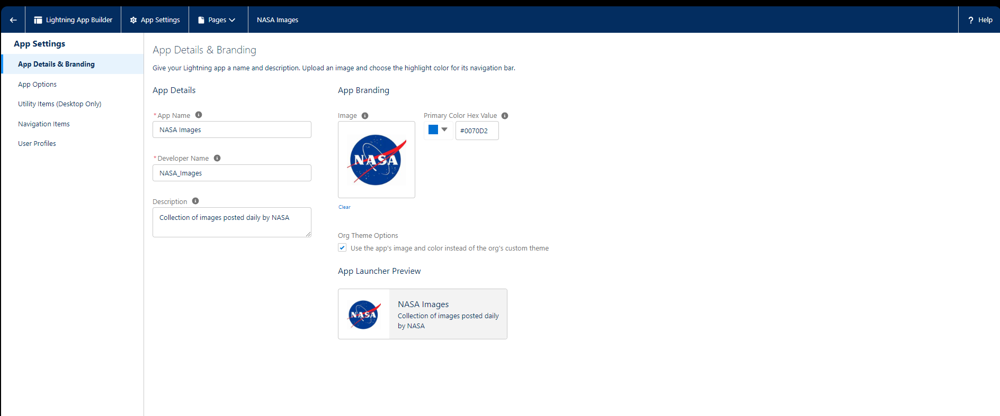 Lightning App Builder
App Settings
Pages
NASA Images
? Help
App Settings
App Details & Branding
App Options
Utility Items (Desktop Only)
Navigation Items
User Profiles
App Details & Branding
Give your Lightning app a name and description. Upload an image and choose the highlight color for its navigation bar.
App Details
*App Name
NASA Images
*Developer Name
NASA_Images
Description
Collection of images posted daily by NASA
App Branding
Image
NASA
Clear
Primary Color Hex Value
#0070D2
Org Theme Options
Use the app's image and color instead of the org's custom theme
App Launcher Preview
NASA
NASA Images
Collection of images posted daily
by NASA